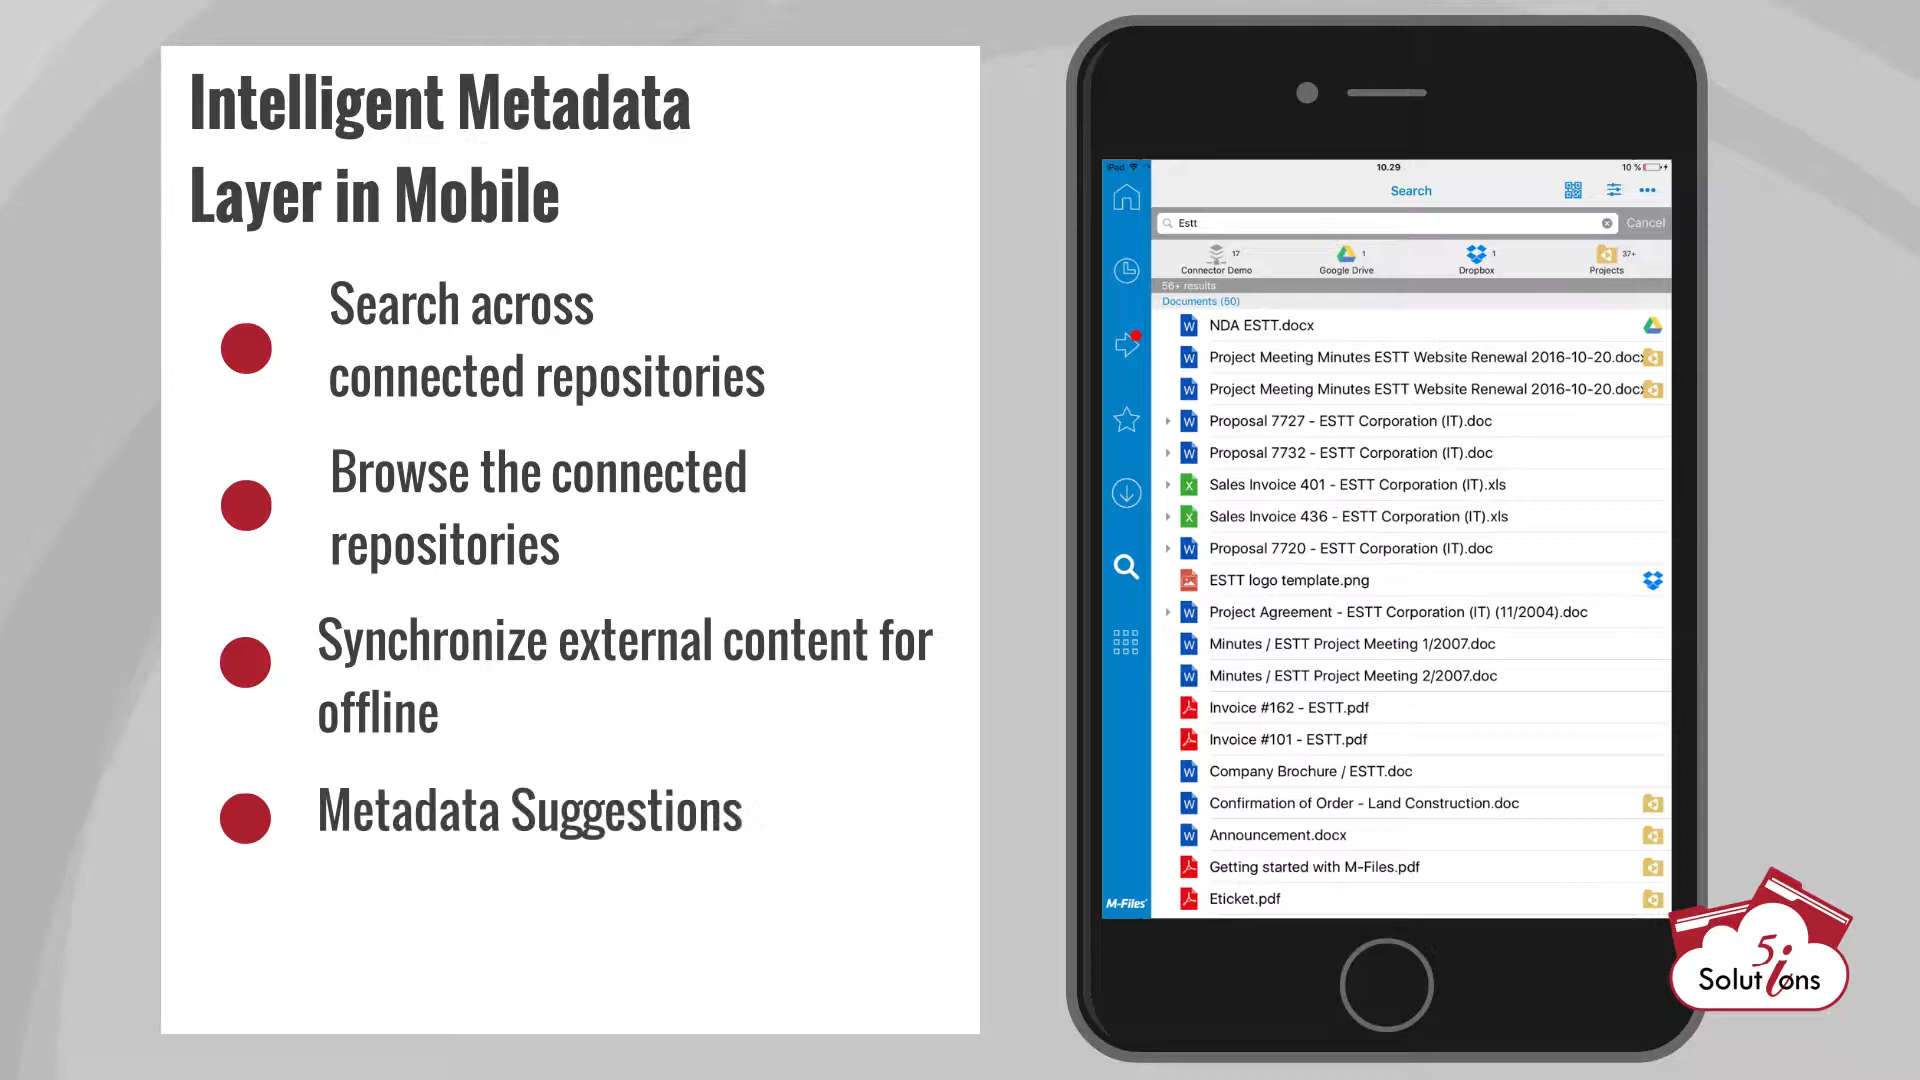 Intelligent Metadata
Layer in Mobile
Search across
connected repositories
Browse the connected
repositories
Synchronize external content for
offline
Metadata Suggestions
iPad
10.29
10 %
Search
Estt
Cancel
17
Connector Demo
1
Google Drive
1
Dropbox
37+
Projects
56+ results
Documents (50)
NDA ESTT.docx
Project Meeting Minutes ESTT Website Renewal 2016-10-20.docx
Project Meeting Minutes ESTT Website Renewal 2016-10-20.docx
Proposal 7727 - ESTT Corporation (IT).doc
Proposal 7732 - ESTT Corporation (IT).doc
Sales Invoice 401 - ESTT Corporation (IT).xls
Sales Invoice 436 - ESTT Corporation (IT).xls
Proposal 7720 - ESTT Corporation (IT).doc
ESTT logo template.png
Project Agreement - ESTT Corporation (IT) (11/2004).doc
Minutes / ESTT Project Meeting 1/2007.doc
Minutes / ESTT Project Meeting 2/2007.doc
Invoice #162 - ESTT.pdf
Invoice #101 - ESTT.pdf
Company Brochure / ESTT.doc
Confirmation of Order - Land Construction.doc
Announcement.docx
Getting started with M-Files.pdf
Eticket.pdf
M-Files
5i
Solutions